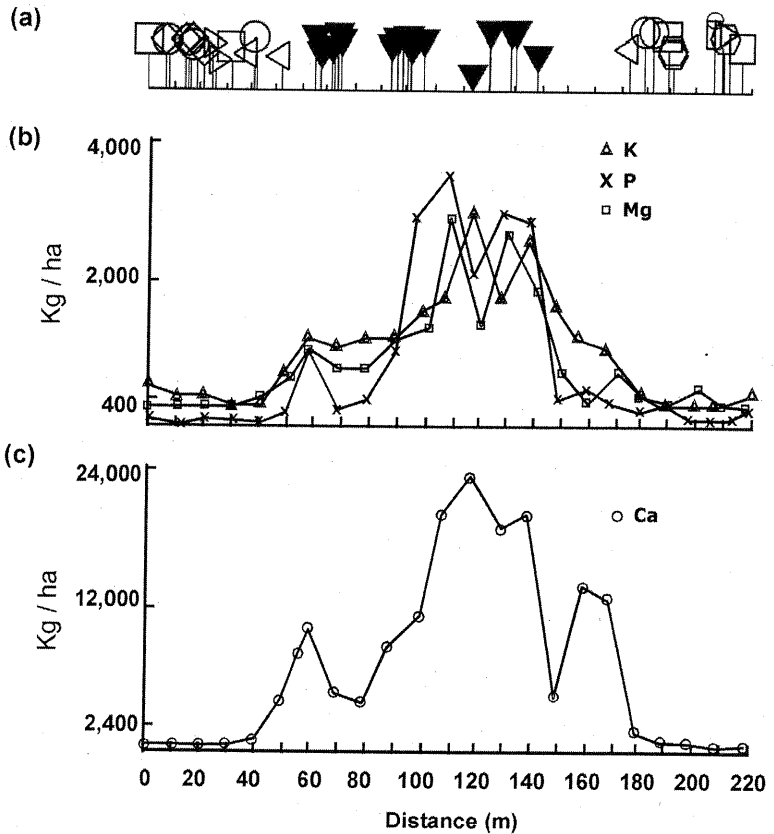 (a)
(b)
4,000
2,000
400
Kg / ha
K
P
Mg
(c)
24,000
12,000
2,400
Kg / ha
Ca
0 20 40 60 80 100 120 140 160 180 200 220
Distance (m)